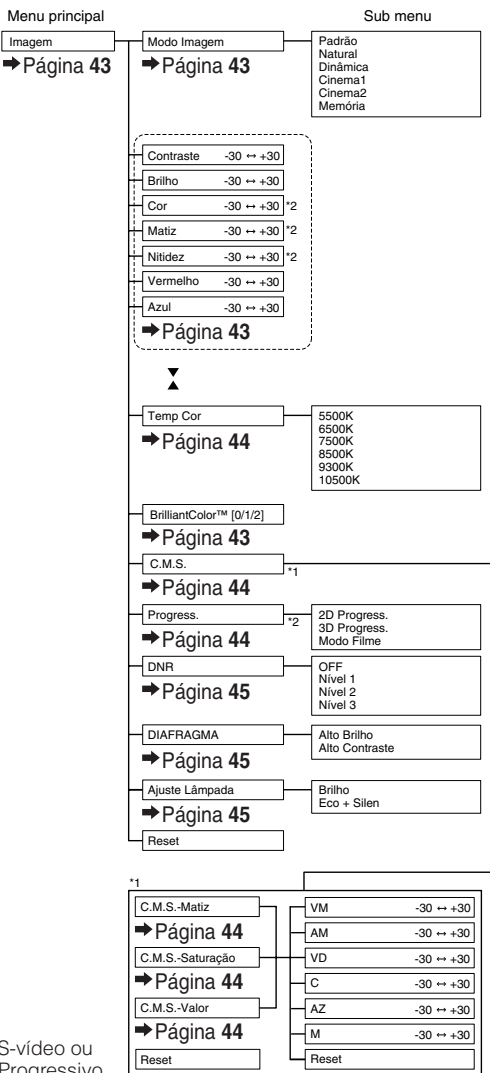 Menu principal
Sub menu
Imagem
➡Página 43
Modo Imagem
➡Página 43
Padrão
Natural
Dinâmica
Cinema1
Cinema2
Memória
Contraste -30 ↔ +30
Brilho -30 ↔ +30
Cor -30 ↔ +30 *2
Matiz -30 ↔ +30 *2
Nitidez -30 ↔ +30 *2
Vermelho -30 ↔ +30
Azul -30 ↔ +30
➡Página 43
Temp Cor
➡Página 44
5500K
6500K
7500K
8500K
9300K
10500K
BrilliantColor™ [0/1/2]
➡Página 43
C.M.S. *1
➡Página 44
Progress. *2
➡Página 44
2D Progress.
3D Progress.
Modo Filme
DNR
➡Página 45
OFF
Nível 1
Nível 2
Nível 3
DIAFRAGMA
➡Página 45
Alto Brilho
Alto Contraste
Ajuste Lâmpada
➡Página 45
Brilho
Eco + Silen
Reset
*1
C.M.S.-Matiz
➡Página 44
C.M.S.-Saturação
➡Página 44
C.M.S.-Valor
➡Página 44
Reset
VM -30 ↔ +30
AM -30 ↔ +30
VD -30 ↔ +30
C -30 ↔ +30
AZ -30 ↔ +30
M -30 ↔ +30
Reset
S-vídeo ou
Progressivo